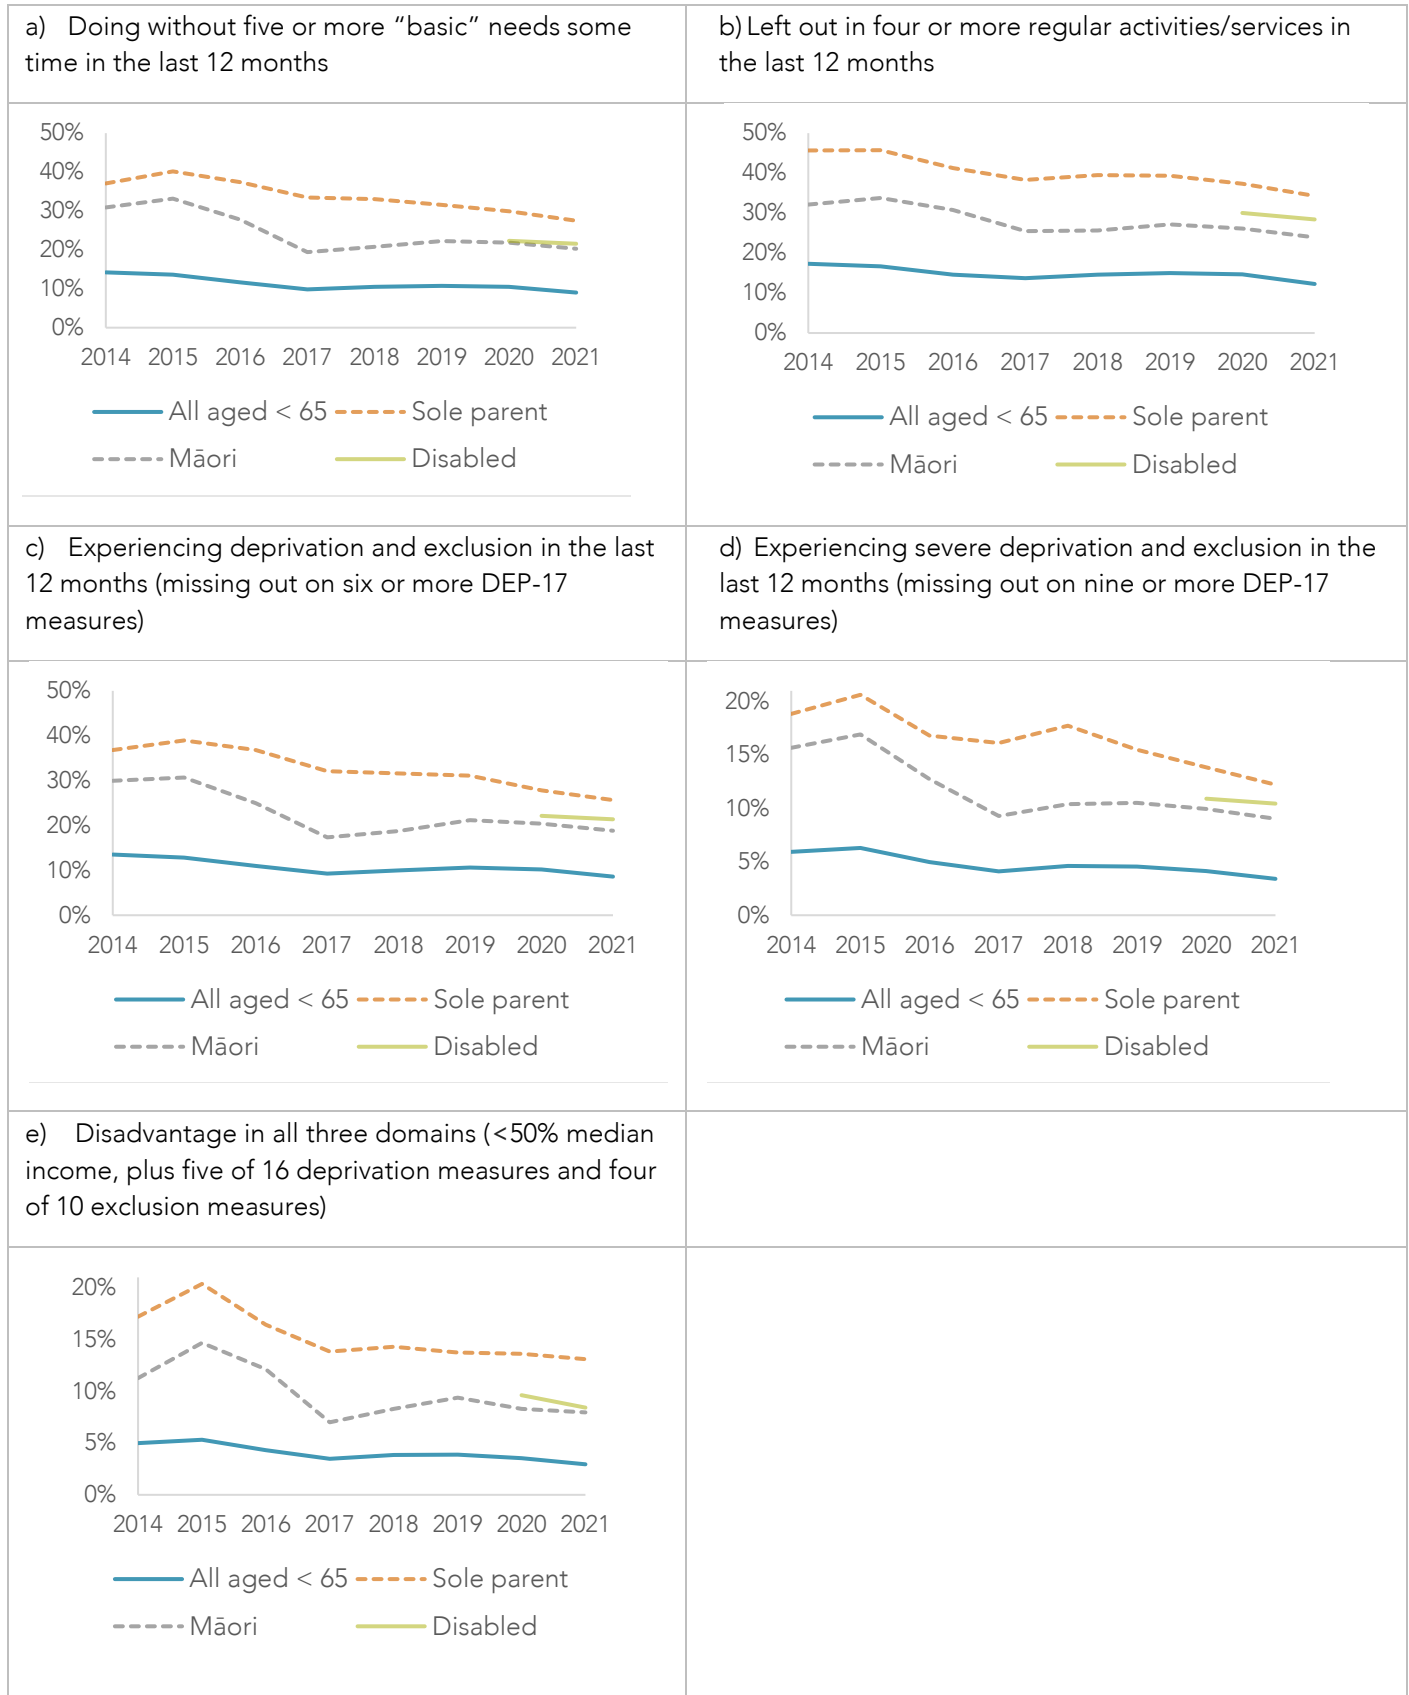 a) Doing without five or more “basic” needs some
time in the last 12 months
b) Left out in four or more regular activities/services in
the last 12 months
50%
40%
30%
20%
10%
0%
2014 2015 2016 2017 2018 2019 2020 2021
All aged < 65 Sole parent
Māori Disabled
50%
40%
30%
20%
10%
0%
2014 2015 2016 2017 2018 2019 2020 2021
All aged < 65 Sole parent
Māori Disabled
c) Experiencing deprivation and exclusion in the last
12 months (missing out on six or more DEP-17
measures)
d) Experiencing severe deprivation and exclusion in the
last 12 months (missing out on nine or more DEP-17
measures)
50%
40%
30%
20%
10%
0%
2014 2015 2016 2017 2018 2019 2020 2021
All aged < 65 Sole parent
Māori Disabled
20%
15%
10%
5%
0%
2014 2015 2016 2017 2018 2019 2020 2021
All aged < 65 Sole parent
Māori Disabled
e) Disadvantage in all three domains (<50% median
income, plus five of 16 deprivation measures and four
of 10 exclusion measures)
20%
15%
10%
5%
0%
2014 2015 2016 2017 2018 2019 2020 2021
All aged < 65 Sole parent
Māori Disabled